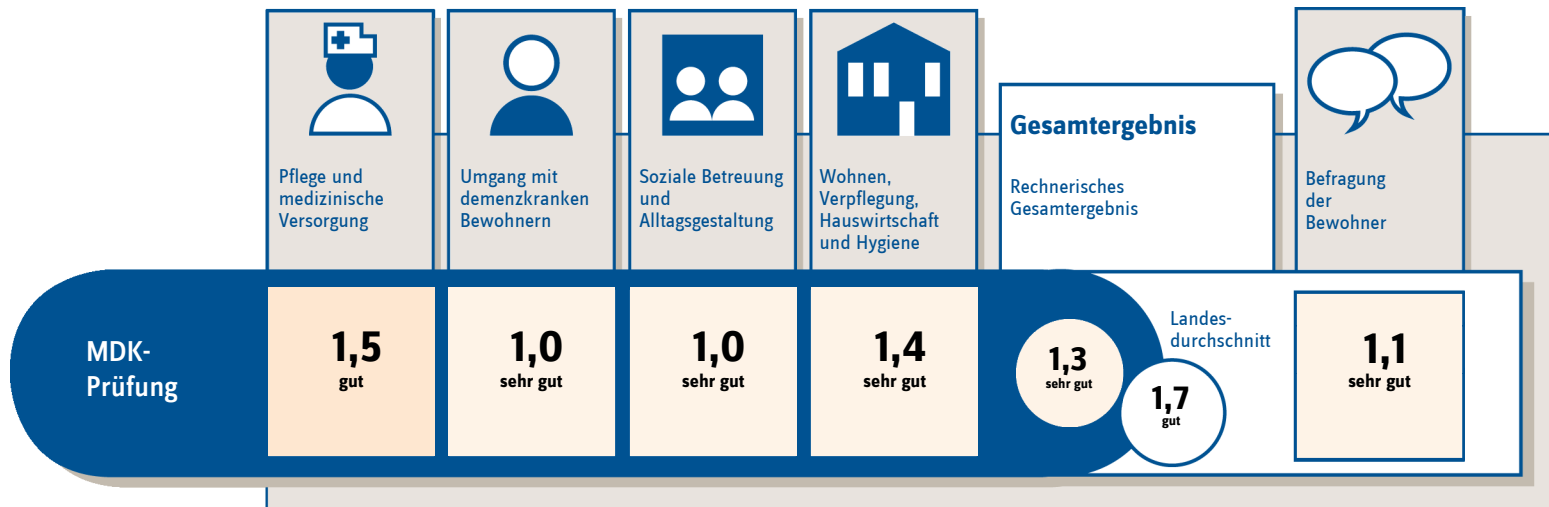 Pflege und
medizinische
Versorgung
Umgang mit
demenzkranken
Bewohnern
Soziale Betreuung
und
Alltagsgestaltung
Wohnen,
Verpflegung,
Hauswirtschaft
und Hygiene
Gesamtergebnis
Rechnerisches
Gesamtergebnis
Befragung
der
Bewohner
MDK-
Prüfung
1,5
gut
1,0
sehr gut
1,0
sehr gut
1,4
sehr gut
1,3
sehr gut
Landes-
durchschnitt
1,7
gut
1,1
sehr gut